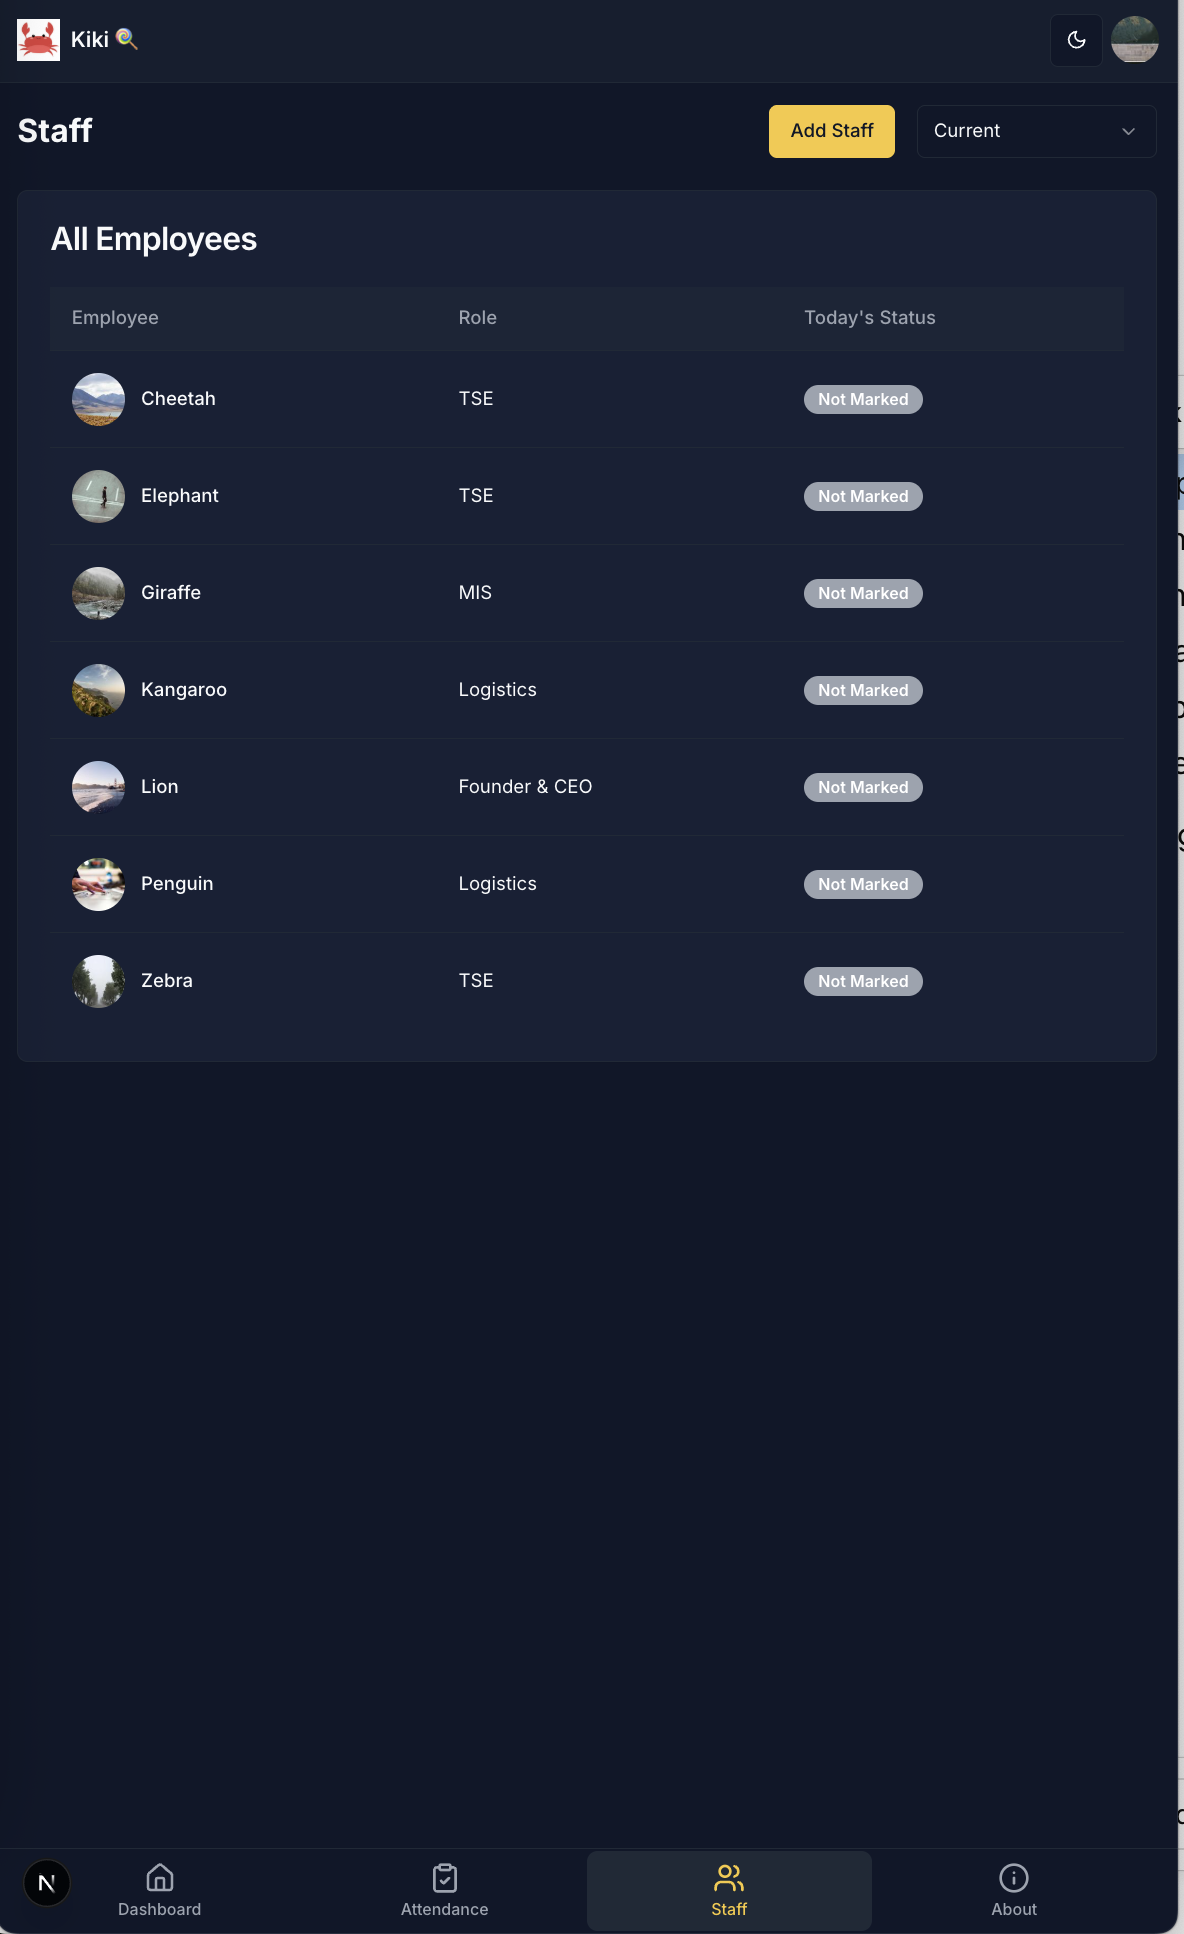 Kiki 🍭
Staff
Add Staff
Current
All Employees
Employee Role Today's Status
Cheetah TSE Not Marked
Elephant TSE Not Marked
Giraffe MIS Not Marked
Kangaroo Logistics Not Marked
Lion Founder & CEO Not Marked
Penguin Logistics Not Marked
Zebra TSE Not Marked
N
Dashboard Attendance Staff About